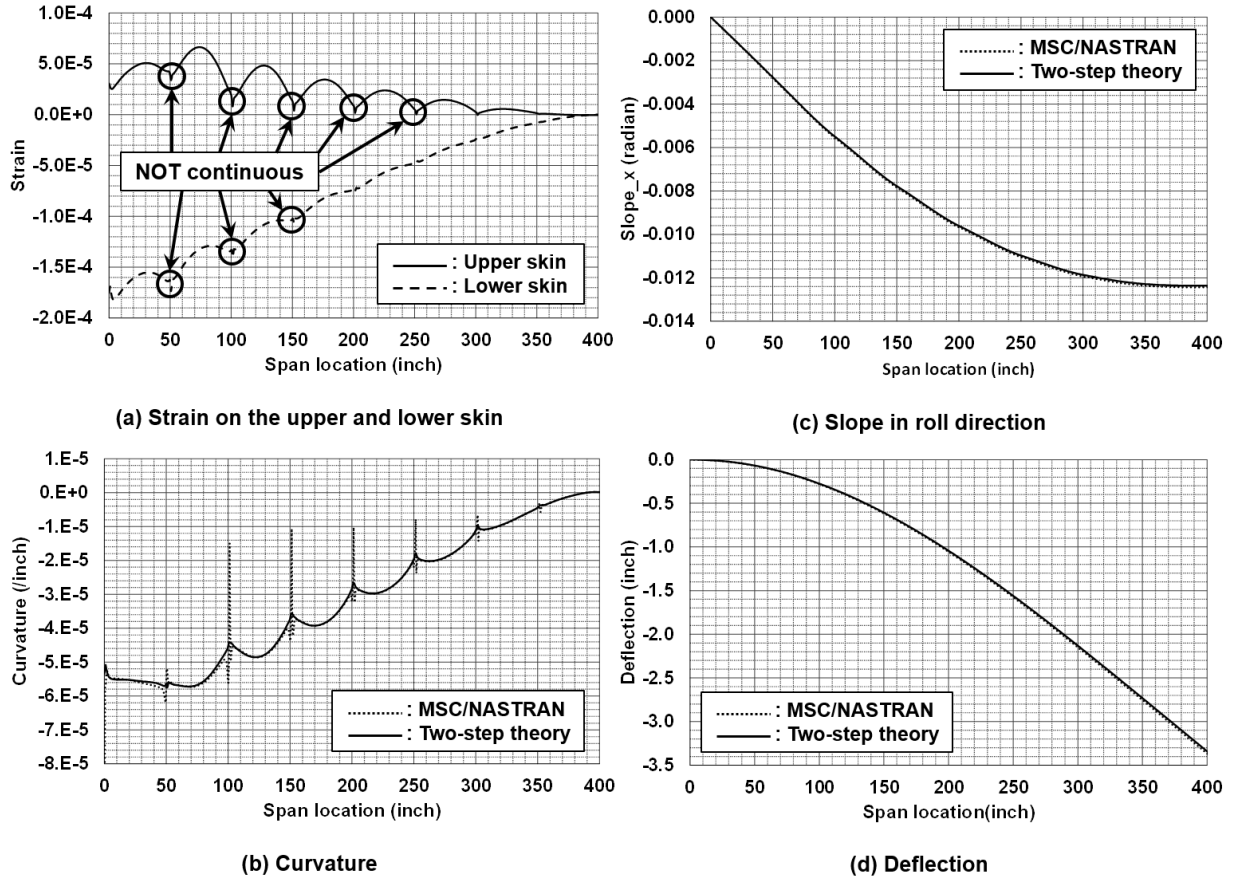 1.0E-4
5.0E-5
0.0E+0
-5.0E-5
-1.0E-4
-1.5E-4
-2.0E-4
Strain
NOT continuous
: Upper skin
: Lower skin
0 50 100 150 200 250 300 350 400
Span location (inch)
(a) Strain on the upper and lower skin
0.000
-0.002
-0.004
-0.006
-0.008
-0.010
-0.012
-0.014
Slope_x (radian)
: MSC/NASTRAN
: Two-step theory
0 50 100 150 200 250 300 350 400
Span location (inch)
(c) Slope in roll direction
1.E-5
0.E+0
-1.E-5
-2.E-5
-3.E-5
-4.E-5
-5.E-5
-6.E-5
-7.E-5
-8.E-5
Curvature (/inch)
: MSC/NASTRAN
: Two-step theory
0 50 100 150 200 250 300 350 400
Span location (inch)
(b) Curvature
0.0
-0.5
-1.0
-1.5
-2.0
-2.5
-3.0
-3.5
Deflection (inch)
: MSC/NASTRAN
: Two-step theory
0 50 100 150 200 250 300 350 400
Span location(inch)
(d) Deflection